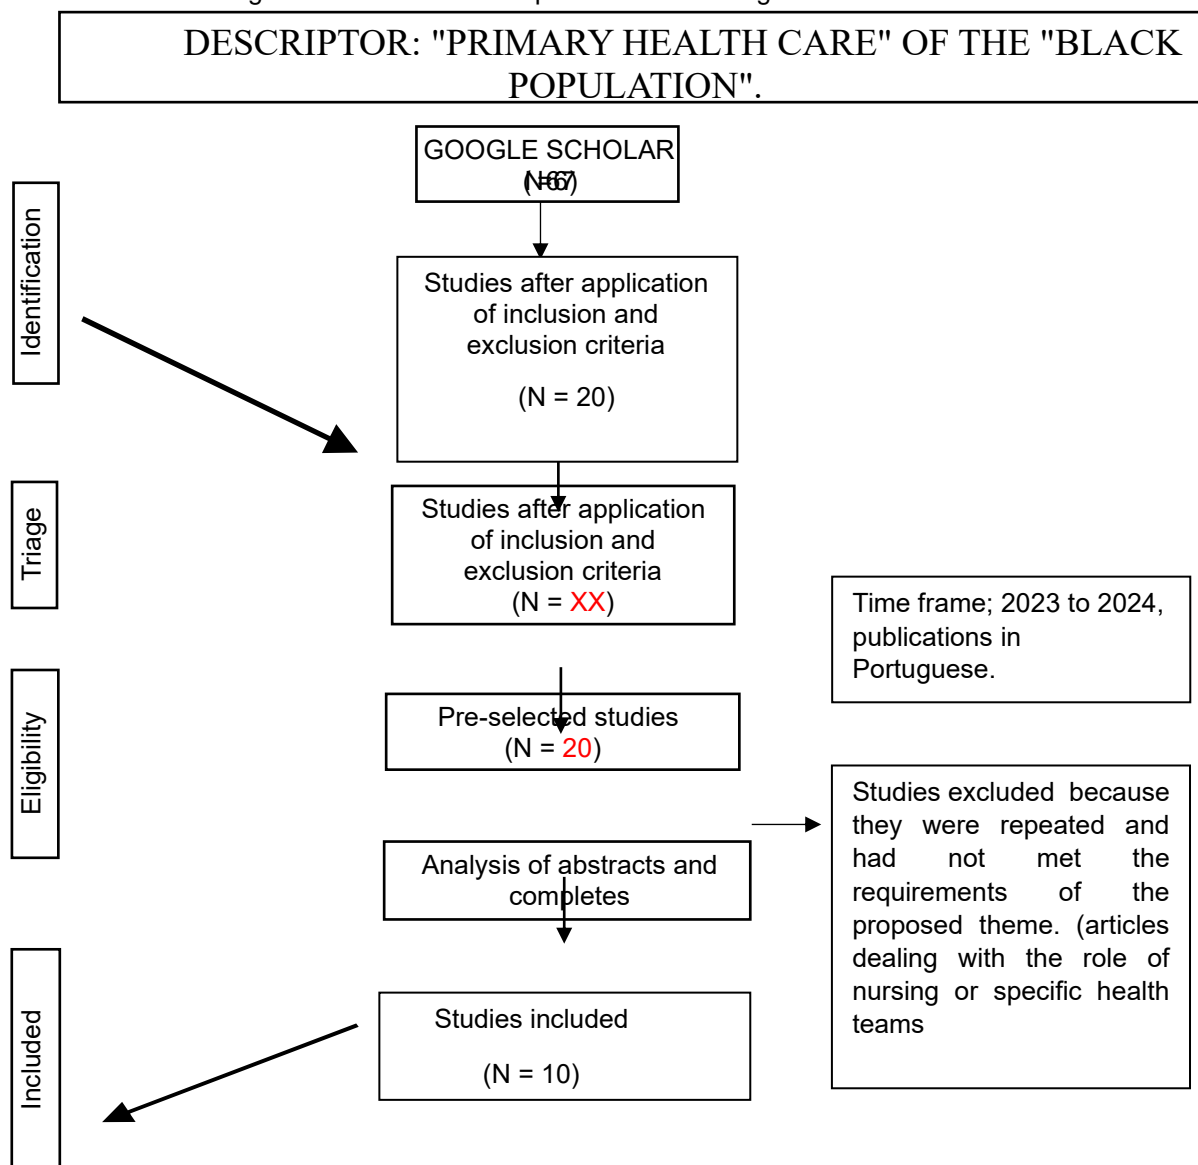 DESCRIPTOR: "PRIMARY HEALTH CARE" OF THE "BLACK
POPULATION".
GOOGLE SCHOLAR
Identification
Studies after application
of inclusion and
exclusion criteria
(N = 20)
Triage
Studies after application
of inclusion and
exclusion criteria
(N = XX)
Time frame; 2023 to 2024,
publications in
Portuguese.
Eligibility
Pre-selected studies
(N = 20)
Analysis of abstracts and
completes
Studies excluded because
they were repeated and
had not met the
requirements of the
proposed theme. (articles
dealing with the role of
nursing or specific health
teams
Included
Studies included
(N = 10)